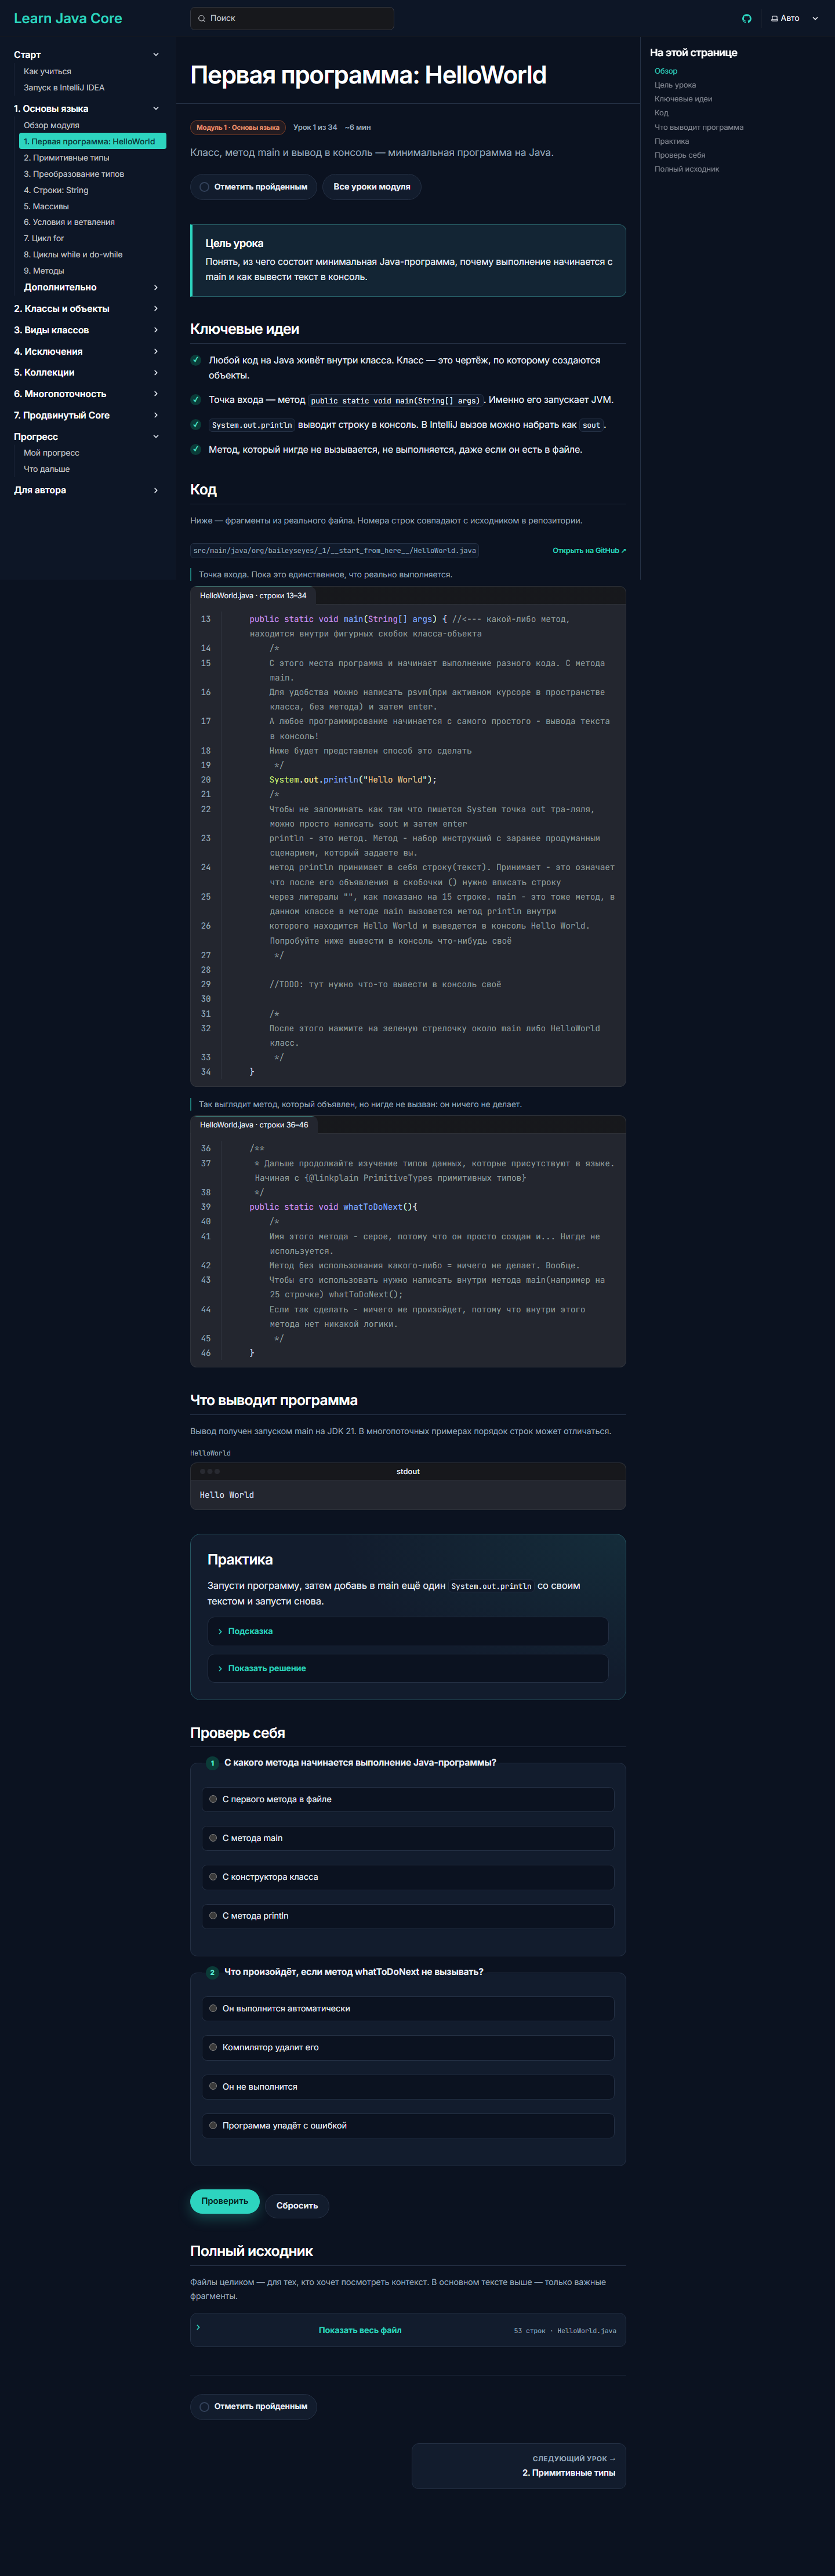 Learn Java Core
Поиск
Авто
Старт
Как учиться
Запуск в IntelliJ IDEA
1. Основы языка
Обзор модуля
1. Первая программа: HelloWorld
2. Примитивные типы
3. Преобразование типов
4. Строки: String
5. Массивы
6. Условия и ветвления
7. Цикл for
8. Циклы while и do-while
9. Методы
Дополнительно
2. Классы и объекты
3. Виды классов
4. Исключения
5. Коллекции
6. Многопоточность
7. Продвинутый Core
Прогресс
Мой прогресс
Что дальше
Для автора
Первая программа: HelloWorld
Модуль 1 · Основы языка
Урок 1 из 34
~6 мин
Класс, метод main и вывод в консоль — минимальная программа на Java.
Отметить пройденным
Все уроки модуля
Цель урока
Понять, из чего состоит минимальная Java-программа, почему выполнение начинается с
main и как вывести текст в консоль.
Ключевые идеи
Любой код на Java живёт внутри класса. Класс — это чертёж, по которому создаются
объекты.
Точка входа — метод public static void main(String[] args). Именно его запускает JVM.
System.out.println выводит строку в консоль. В IntelliJ вызов можно набрать как sout.
Метод, который нигде не вызывается, не выполняется, даже если он есть в файле.
Код
Ниже — фрагменты из реального файла. Номера строк совпадают с исходником в репозитории.
src/main/java/org/baileyseyes/_1/__start_from_here__/HelloWorld.java
Открыть на GitHub ↗
Точка входа. Пока это единственное, что реально выполняется.
HelloWorld.java · строки 13–34
13 public static void main(String[] args) { //<--- какой-либо метод,
находится внутри фигурных скобок класса-объекта
14 /*
15 С этого места программа и начинает выполнение разного кода. С метода
main.
16 Для удобства можно написать psvm(при активном курсоре в пространстве
класса, без метода) и затем enter.
17 А любое программирование начинается с самого простого - вывода текста
в консоль!
18 Ниже будет представлен способ это сделать
19 */
20 System.out.println("Hello World");
21 /*
22 Чтобы не запоминать как там что пишется System точка out тра-ляля,
можно просто написать sout и затем enter
23 println - это метод. Метод - набор инструкций с заранее продуманным
сценарием, который задаете вы.
24 метод println принимает в себя строку(текст). Принимает - это означает
что после его объявления в скобочки () нужно вписать строку
25 через литералы "", как показано на 15 строке. main - это тоже метод, в
данном классе в методе main вызовется метод println внутри
26 которого находится Hello World и выведется в консоль Hello World.
Попробуйте ниже вывести в консоль что-нибудь своё
27 */
28
29 //TODO: тут нужно что-то вывести в консоль своё
30
31 /*
32 После этого нажмите на зеленую стрелочку около main либо HelloWorld
класс.
33 */
34 }
Так выглядит метод, который объявлен, но нигде не вызван: он ничего не делает.
HelloWorld.java · строки 36–46
36 /**
37 * Дальше продолжайте изучение типов данных, которые присутствуют в языке.
Начиная с {@linkplain PrimitiveTypes примитивных типов}
38 */
39 public static void whatToDoNext(){
40 /*
41 Имя этого метода - серое, потому что он просто создан и... Нигде не
используется.
42 Метод без использования какого-либо = ничего не делает. Вообще.
43 Чтобы его использовать нужно написать внутри метода main(например на
25 строчке) whatToDoNext();
44 Если так сделать - ничего не произойдет, потому что внутри этого
метода нет никакой логики.
45 */
46 }
Что выводит программа
Вывод получен запуском main на JDK 21. В многопоточных примерах порядок строк может отличаться.
HelloWorld
stdout
Hello World
Практика
Запусти программу, затем добавь в main ещё один System.out.println со своим
текстом и запусти снова.
Подсказка
Показать решение
Проверь себя
1 С какого метода начинается выполнение Java-программы?
С первого метода в файле
С метода main
С конструктора класса
С метода println
2 Что произойдёт, если метод whatToDoNext не вызывать?
Он выполнится автоматически
Компилятор удалит его
Он не выполнится
Программа упадёт с ошибкой
Проверить
Сбросить
Полный исходник
Файлы целиком — для тех, кто хочет посмотреть контекст. В основном тексте выше — только важные
фрагменты.
Показать весь файл
53 строк · HelloWorld.java
Отметить пройденным
СЛЕДУЮЩИЙ УРОК →
2. Примитивные типы
На этой странице
Обзор
Цель урока
Ключевые идеи
Код
Что выводит программа
Практика
Проверь себя
Полный исходник